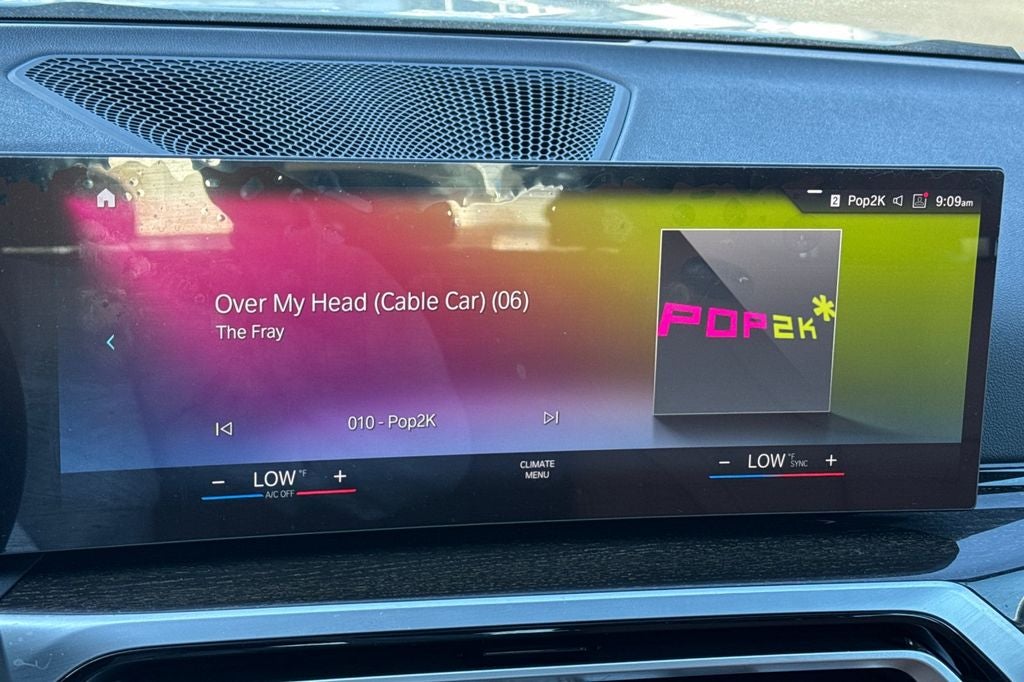 2 Pop2K 9:09am
Over My Head (Cable Car) (06)
The Fray
POP2K*
010 - Pop2K
− LOW °F +
A/C OFF
CLIMATE
MENU
− LOW °F SYNC +